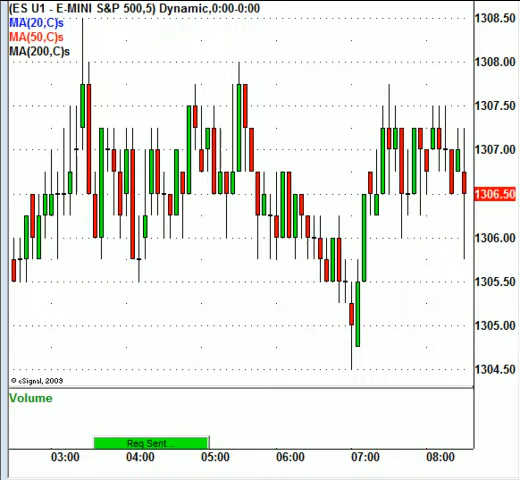 (ES U1 - E-MINI S&P 500,5) Dynamic,0:00-0:00
MA(20,C)s
MA(50,C)s
MA(200,C)s
1308.50
1308.00
1307.50
1307.00
1306.50
1306.00
1305.50
1305.00
1304.50
© eSignal, 2009
Volume
Req Sent...
03:00 04:00 05:00 06:00 07:00 08:00